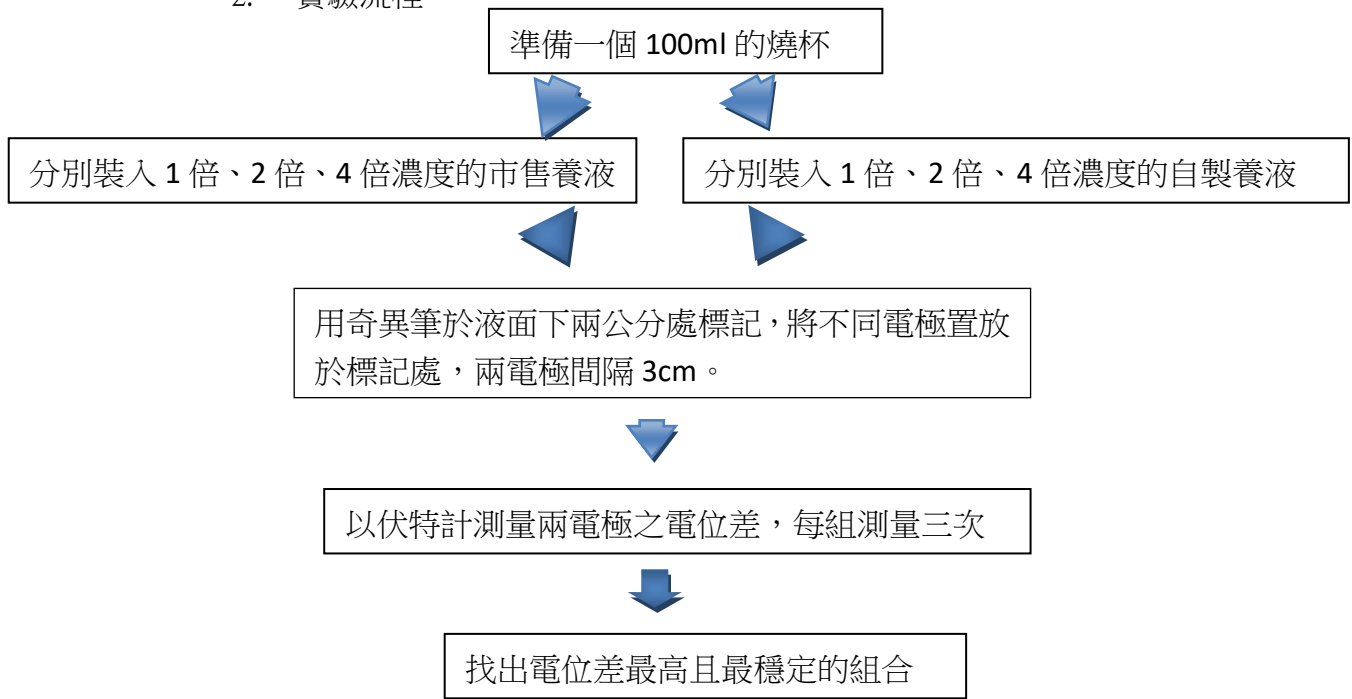 2. 實驗流程
準備一個 100ml 的燒杯
分別裝入 1 倍、2 倍、4 倍濃度的市售養液
分別裝入 1 倍、2 倍、4 倍濃度的自製養液
用奇異筆於液面下兩公分處標記，將不同電極置放
於標記處，兩電極間隔 3cm。
以伏特計測量兩電極之電位差，每組測量三次
找出電位差最高且最穩定的組合